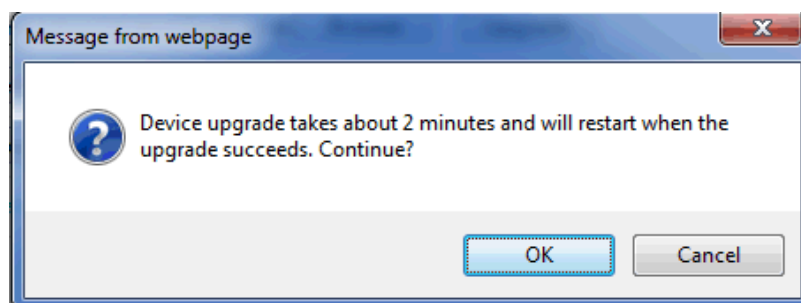 Message from webpage
Device upgrade takes about 2 minutes and will restart when the
upgrade succeeds. Continue?
OK
Cancel